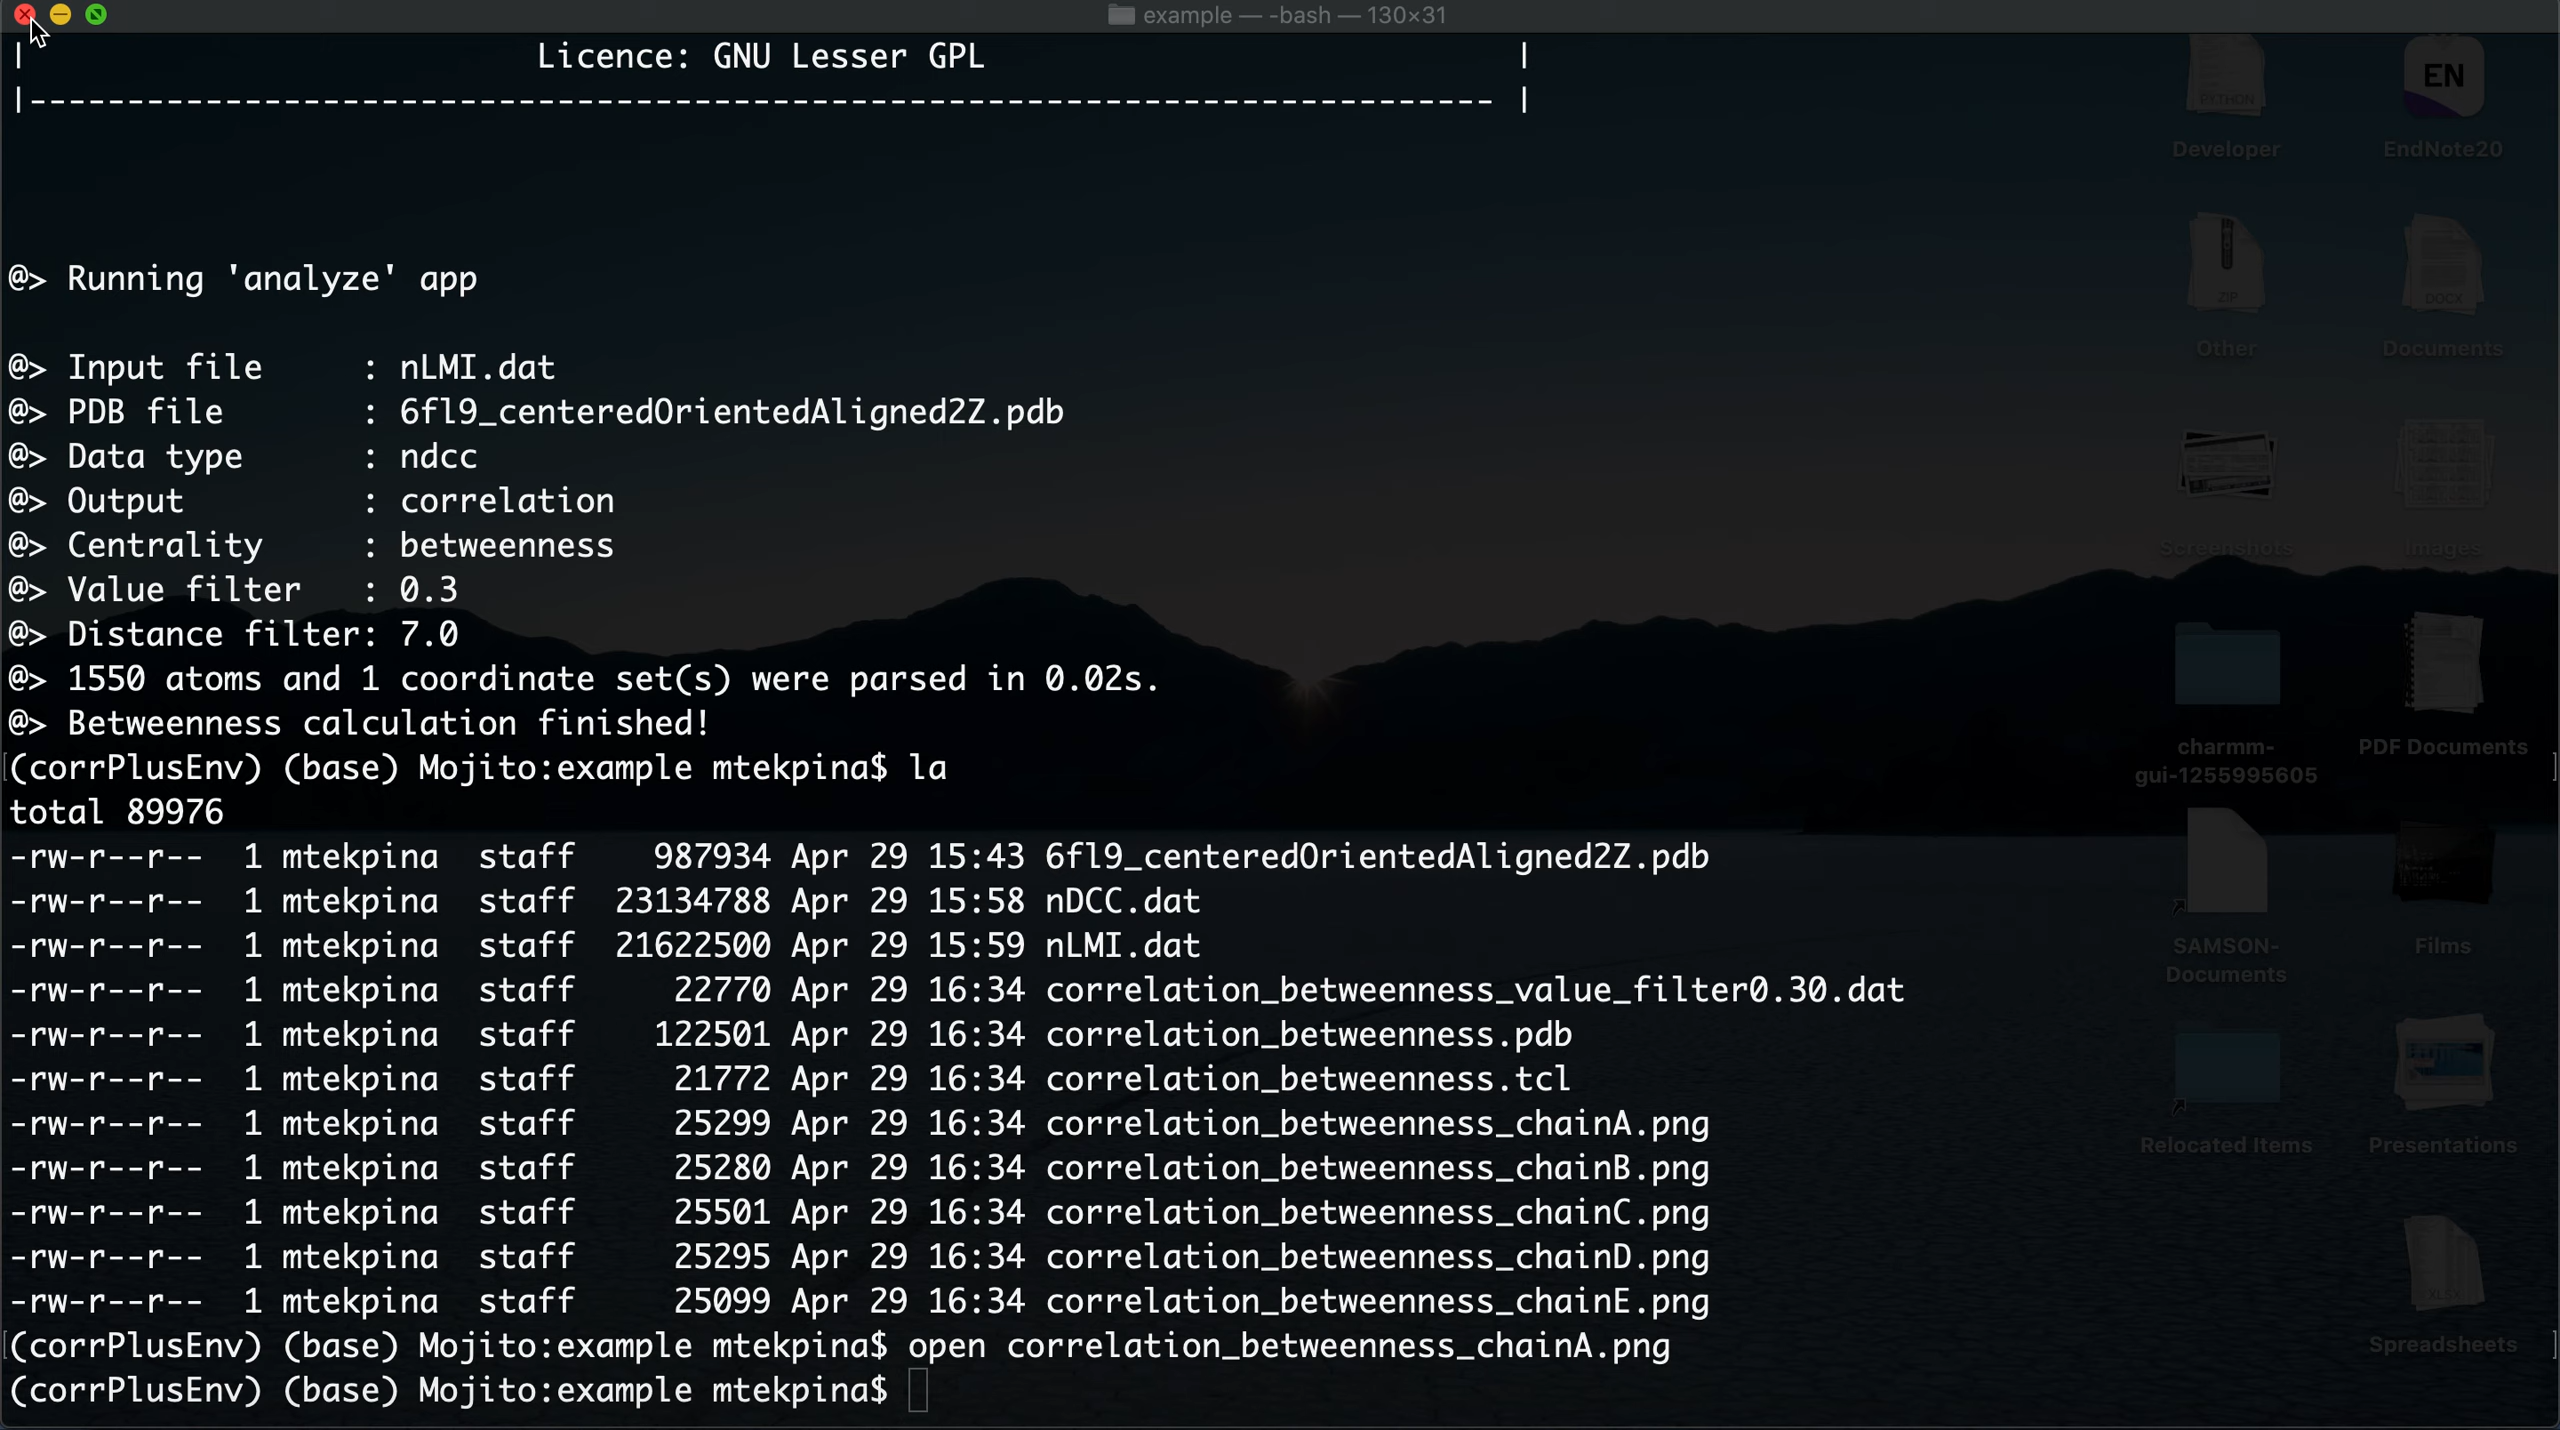 example — -bash — 130×31
| Licence: GNU Lesser GPL |
|--------------------------------------------------------------------------- |
@> Running 'analyze' app
@> Input file : nLMI.dat
@> PDB file : 6fl9_centeredOrientedAligned2Z.pdb
@> Data type : ndcc
@> Output : correlation
@> Centrality : betweenness
@> Value filter : 0.3
@> Distance filter: 7.0
@> 1550 atoms and 1 coordinate set(s) were parsed in 0.02s.
@> Betweenness calculation finished!
[(corrPlusEnv) (base) Mojito:example mtekpina$ la ]
total 89976
-rw-r--r-- 1 mtekpina staff 987934 Apr 29 15:43 6fl9_centeredOrientedAligned2Z.pdb
-rw-r--r-- 1 mtekpina staff 23134788 Apr 29 15:58 nDCC.dat
-rw-r--r-- 1 mtekpina staff 21622500 Apr 29 15:59 nLMI.dat
-rw-r--r-- 1 mtekpina staff 22770 Apr 29 16:34 correlation_betweenness_value_filter0.30.dat
-rw-r--r-- 1 mtekpina staff 122501 Apr 29 16:34 correlation_betweenness.pdb
-rw-r--r-- 1 mtekpina staff 21772 Apr 29 16:34 correlation_betweenness.tcl
-rw-r--r-- 1 mtekpina staff 25299 Apr 29 16:34 correlation_betweenness_chainA.png
-rw-r--r-- 1 mtekpina staff 25280 Apr 29 16:34 correlation_betweenness_chainB.png
-rw-r--r-- 1 mtekpina staff 25501 Apr 29 16:34 correlation_betweenness_chainC.png
-rw-r--r-- 1 mtekpina staff 25295 Apr 29 16:34 correlation_betweenness_chainD.png
-rw-r--r-- 1 mtekpina staff 25099 Apr 29 16:34 correlation_betweenness_chainE.png
[(corrPlusEnv) (base) Mojito:example mtekpina$ open correlation_betweenness_chainA.png ]
(corrPlusEnv) (base) Mojito:example mtekpina$
PYTHON
Developer
EN
EndNote20
ZIP
Other
DOCX
Documents
Screenshots
Images
charmm-
gui-1255995605
PDF Documents
SAMSON-
Documents
Films
Relocated Items
Presentations
XLSX
Spreadsheets